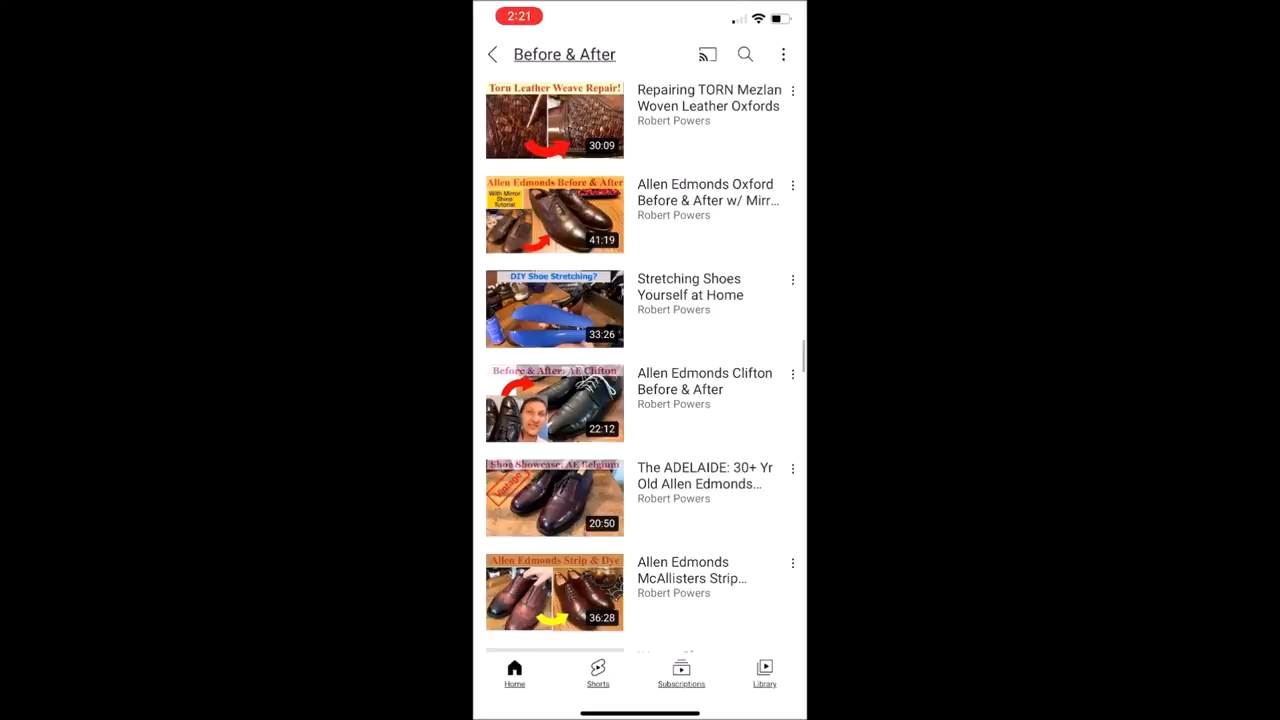 2:21
Before & After
Torn Leather Weave Repair!
30:09
Repairing TORN Mezlan
Woven Leather Oxfords
Robert Powers
Allen Edmonds Before & After
With Mirror
Shine
Tutorial
41:19
Allen Edmonds Oxford
Before & After w/ Mirr...
Robert Powers
DIY Shoe Stretching?
33:26
Stretching Shoes
Yourself at Home
Robert Powers
Before & After: AE Clifton
22:12
Allen Edmonds Clifton
Before & After
Robert Powers
Shoe Showcase: AE Belgium
Vintage
20:50
The ADELAIDE: 30+ Yr
Old Allen Edmonds...
Robert Powers
Allen Edmonds Strip & Dye
36:28
Allen Edmonds
McAllisters Strip...
Robert Powers
Home
Shorts
Subscriptions
Library